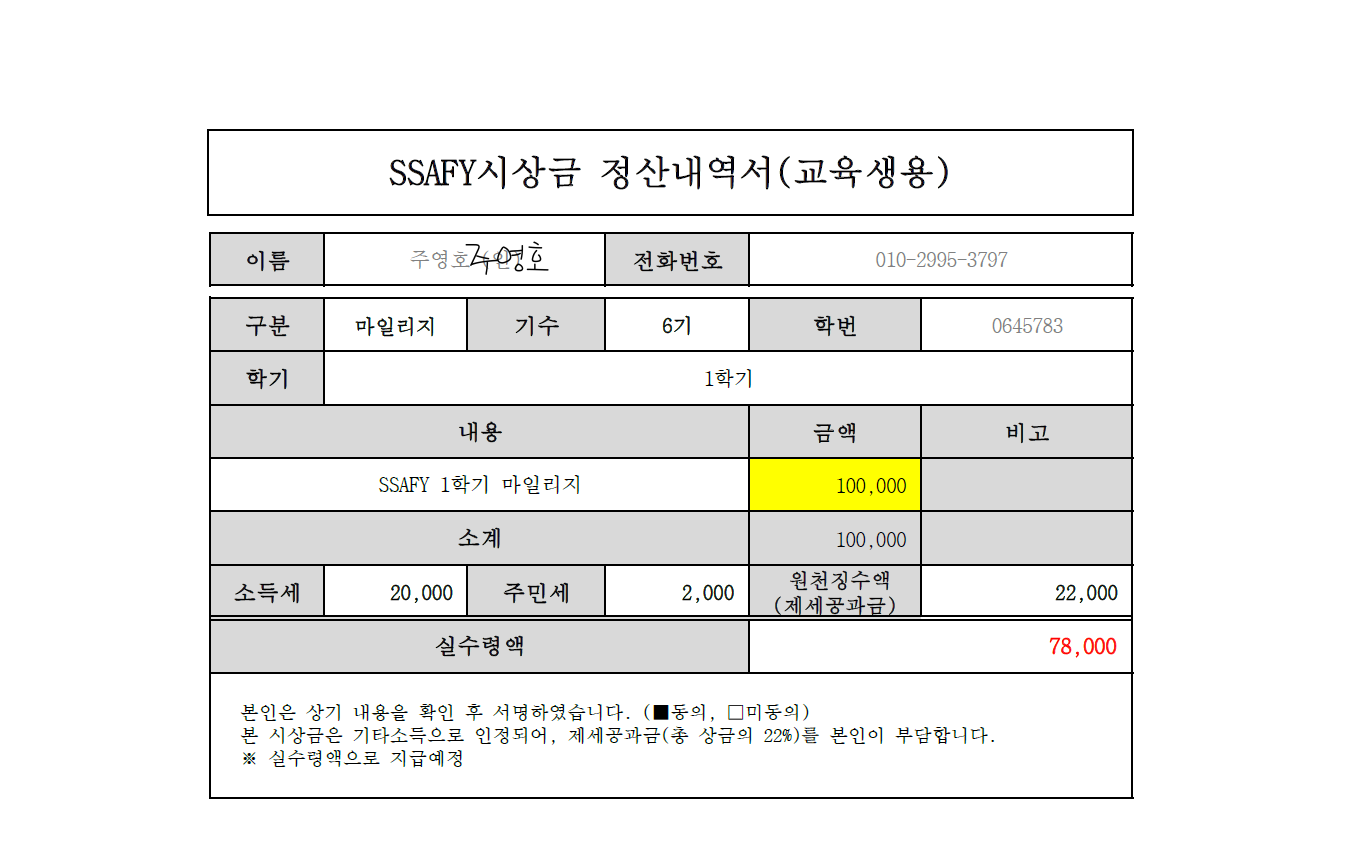 SSAFY시상금 정산내역서(교육생용)
이름 주영호 (인) 주영호 전화번호 010-2995-3797
구분 마일리지 기수 6기 학번 0645783
학기 1학기
내용 금액 비고
SSAFY 1학기 마일리지 100,000
소계 100,000
소득세 20,000 주민세 2,000 원천징수액 (제세공과금) 22,000
실수령액 78,000
본인은 상기 내용을 확인 후 서명하였습니다. (■동의, □미동의)
본 시상금은 기타소득으로 인정되어, 제세공과금(총 상금의 22%)를 본인이 부담합니다.
※ 실수령액으로 지급예정